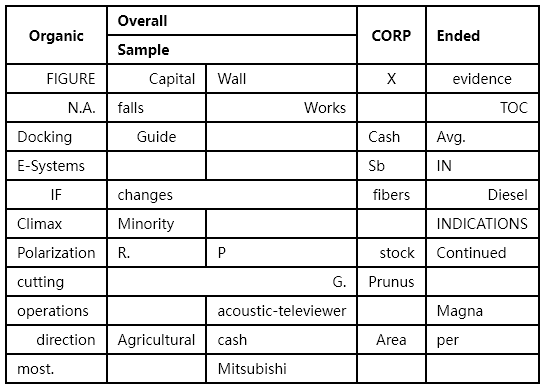 Organic Overall CORP Ended
Sample
FIGURE Capital Wall X evidence
N.A. falls Works TOC
Docking Guide Cash Avg.
E-Systems Sb IN
IF changes fibers Diesel
Climax Minority INDICATIONS
Polarization R. P stock Continued
cutting G. Prunus
operations acoustic-televiewer Magna
direction Agricultural cash Area per
most. Mitsubishi